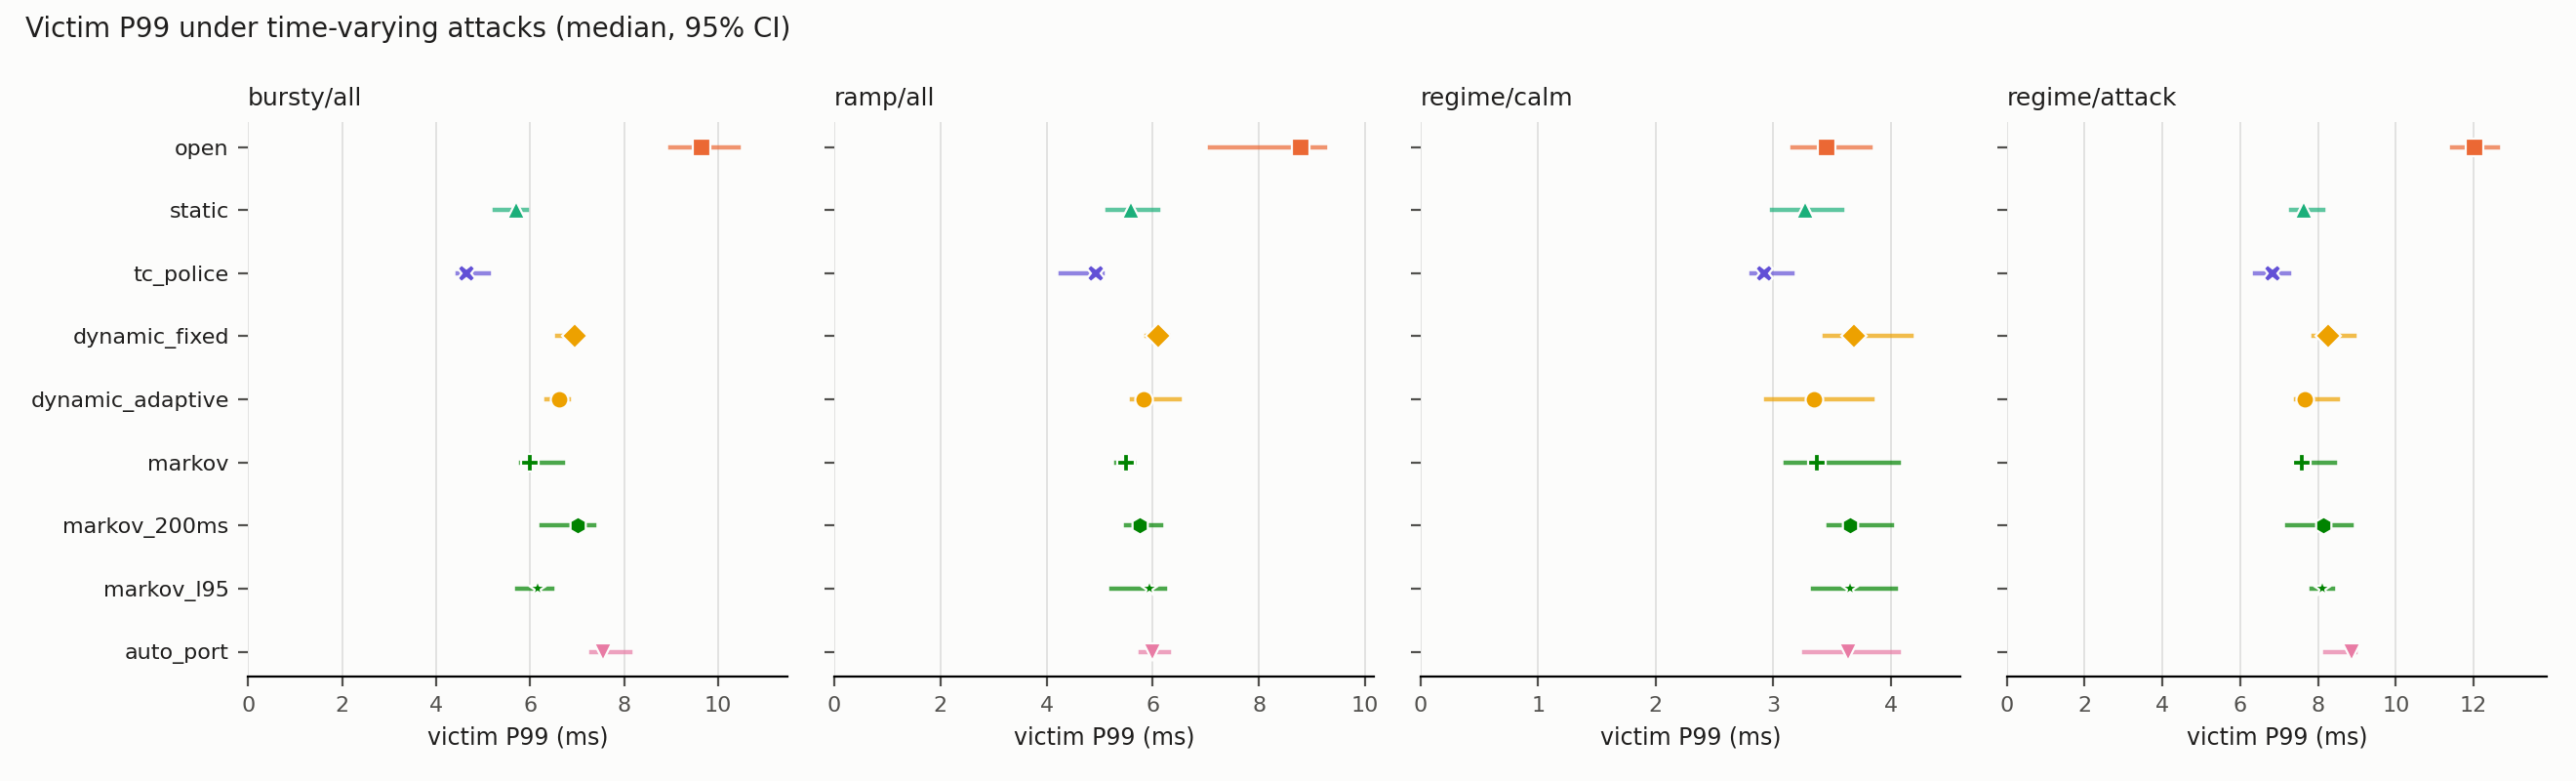 Victim P99 under time-varying attacks (median, 95% CI)
bursty/all
ramp/all
regime/calm
regime/attack
open
static
tc_police
dynamic_fixed
dynamic_adaptive
markov
markov_200ms
markov_l95
auto_port
0 2 4 6 8 10
0 2 4 6 8 10
0 1 2 3 4
0 2 4 6 8 10 12
victim P99 (ms)
victim P99 (ms)
victim P99 (ms)
victim P99 (ms)